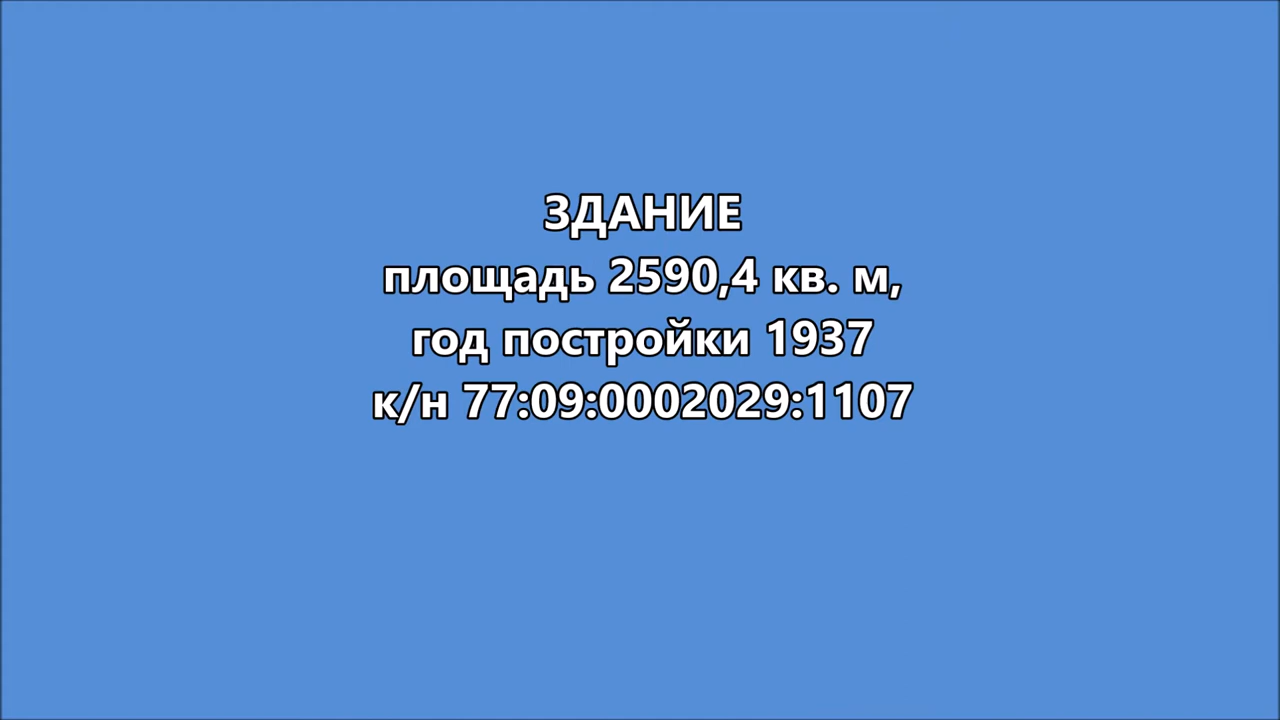 ЗДАНИЕ
площадь 2590,4 кв. м,
год постройки 1937
к/н 77:09:0002029:1107